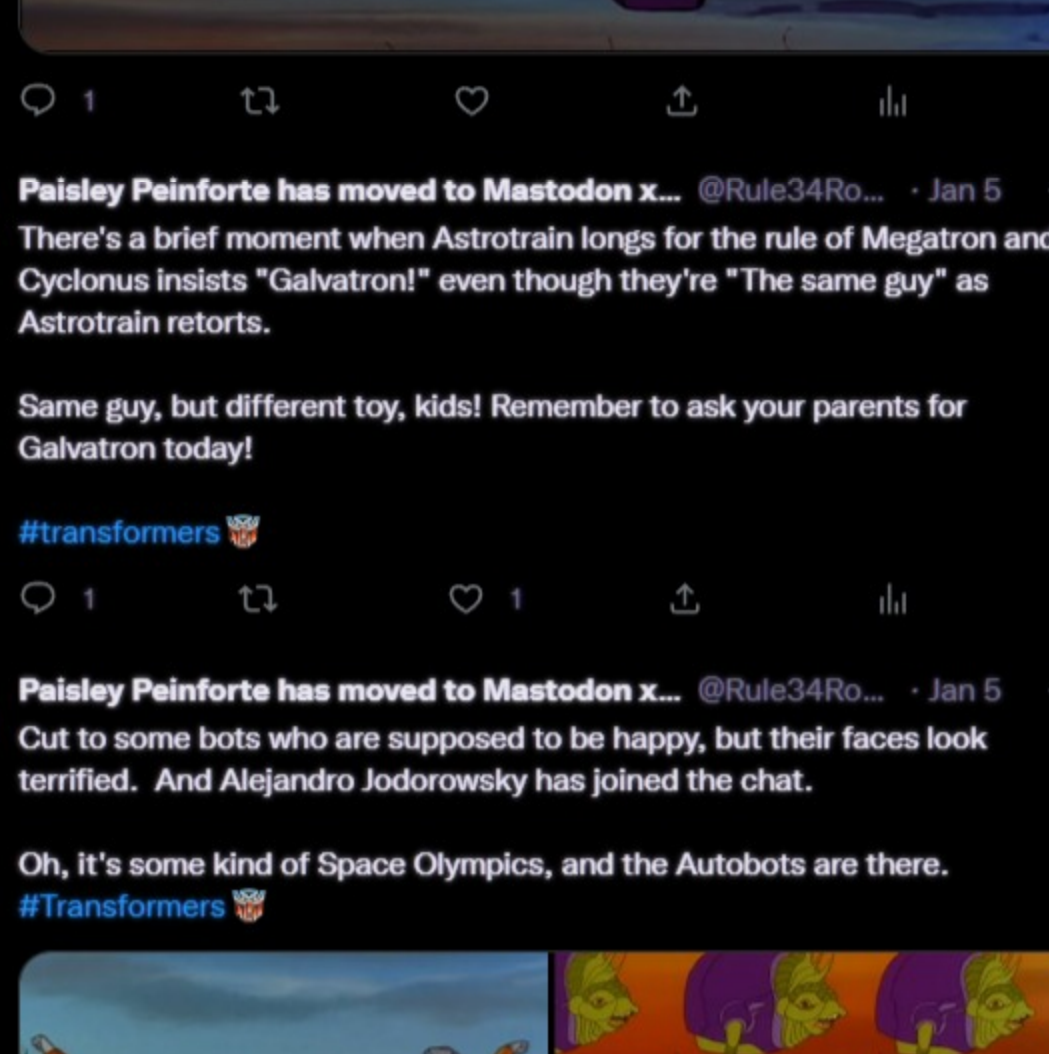 1
Paisley Peinforte has moved to Mastodon x... @Rule34Ro... · Jan 5
There's a brief moment when Astrotrain longs for the rule of Megatron and
Cyclonus insists "Galvatron!" even though they're "The same guy" as
Astrotrain retorts.
Same guy, but different toy, kids! Remember to ask your parents for
Galvatron today!
#transformers
1 1
Paisley Peinforte has moved to Mastodon x... @Rule34Ro... · Jan 5
Cut to some bots who are supposed to be happy, but their faces look
terrified.  And Alejandro Jodorowsky has joined the chat.
Oh, it's some kind of Space Olympics, and the Autobots are there.
#Transformers